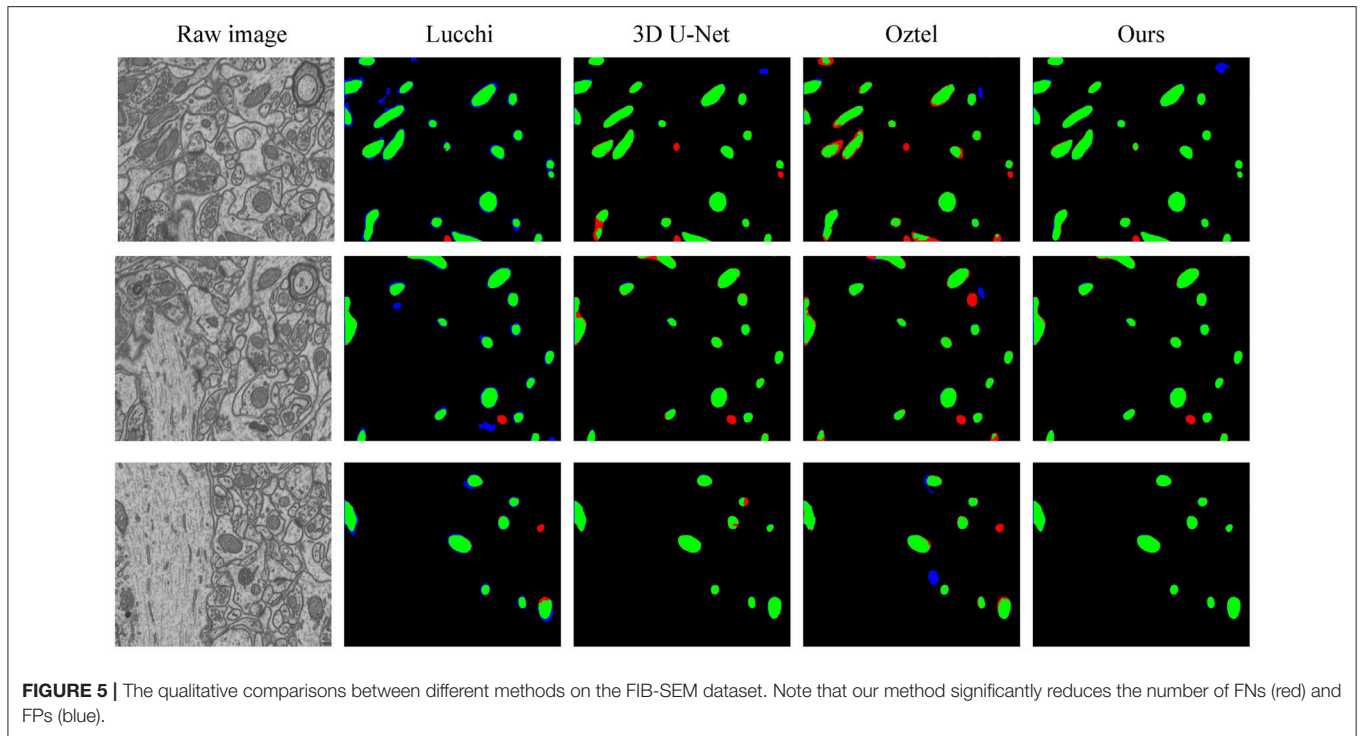 Raw image Lucchi 3D U-Net Oztel Ours
FIGURE 5 | The qualitative comparisons between different methods on the FIB-SEM dataset. Note that our method significantly reduces the number of FNs (red) and
FPs (blue).